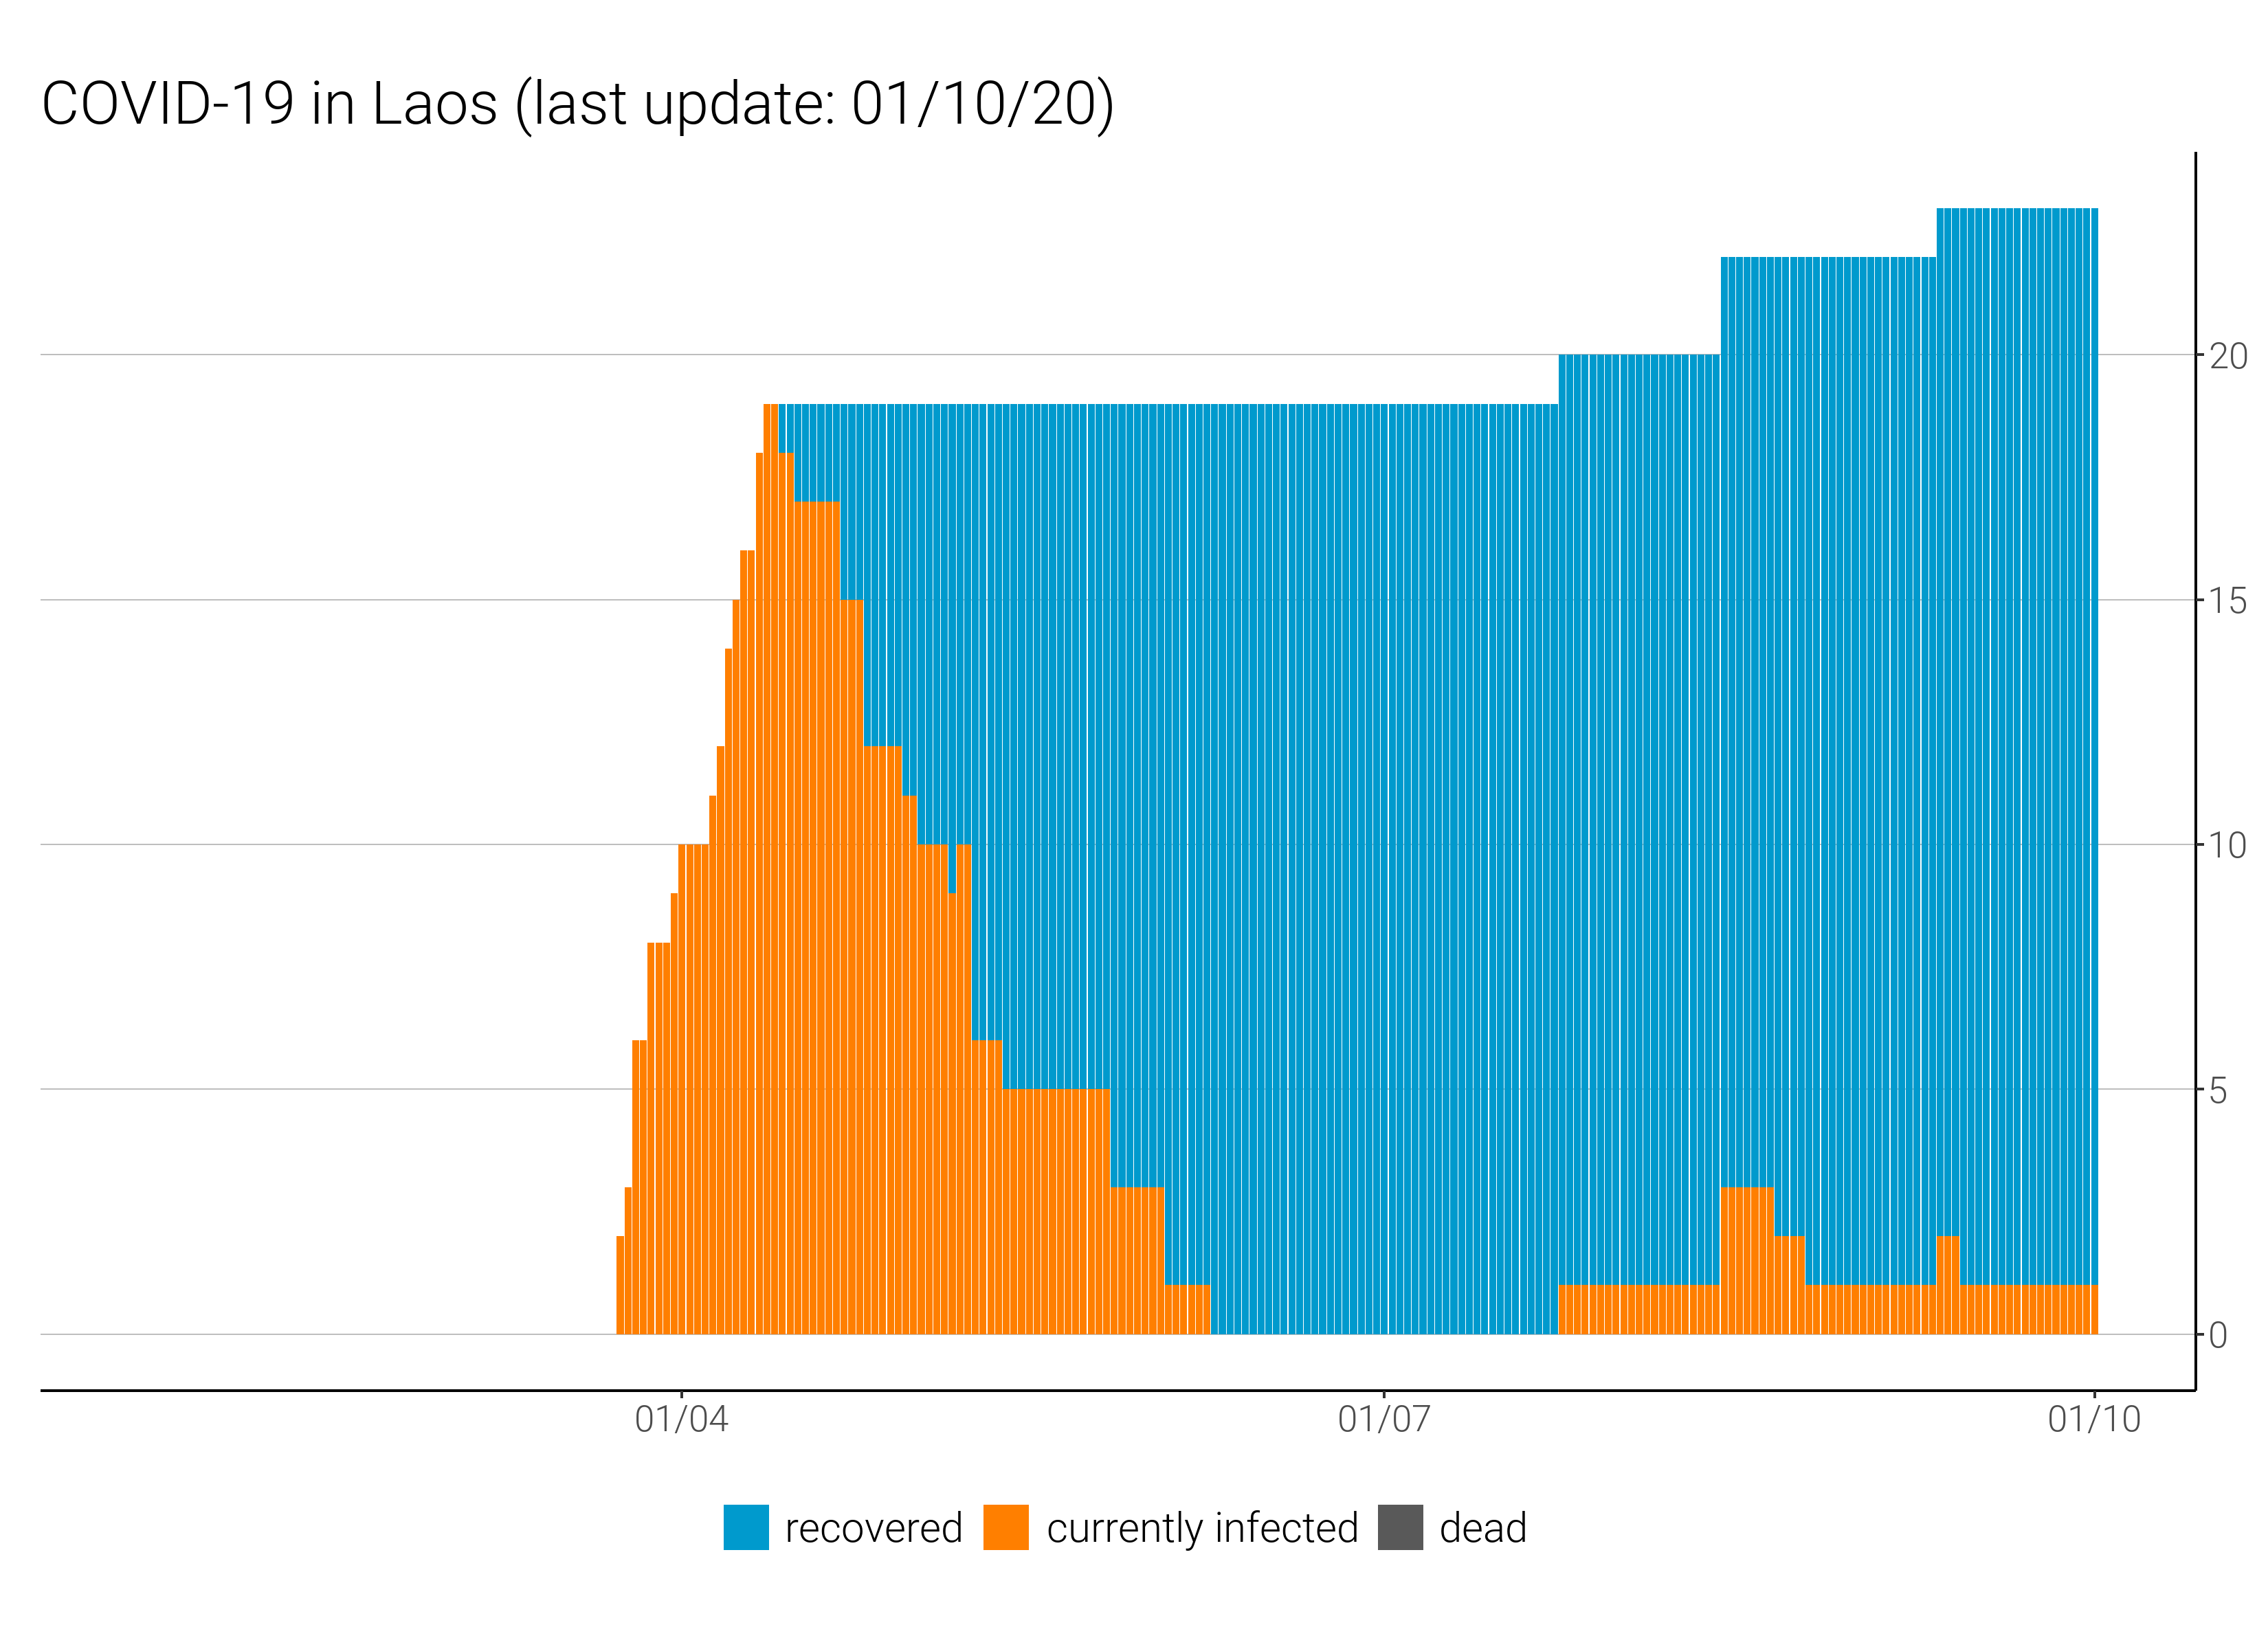 COVID-19 in Laos (last update: 01/10/20)
20
15
10
5
0
01/04 01/07 01/10
recovered currently infected dead